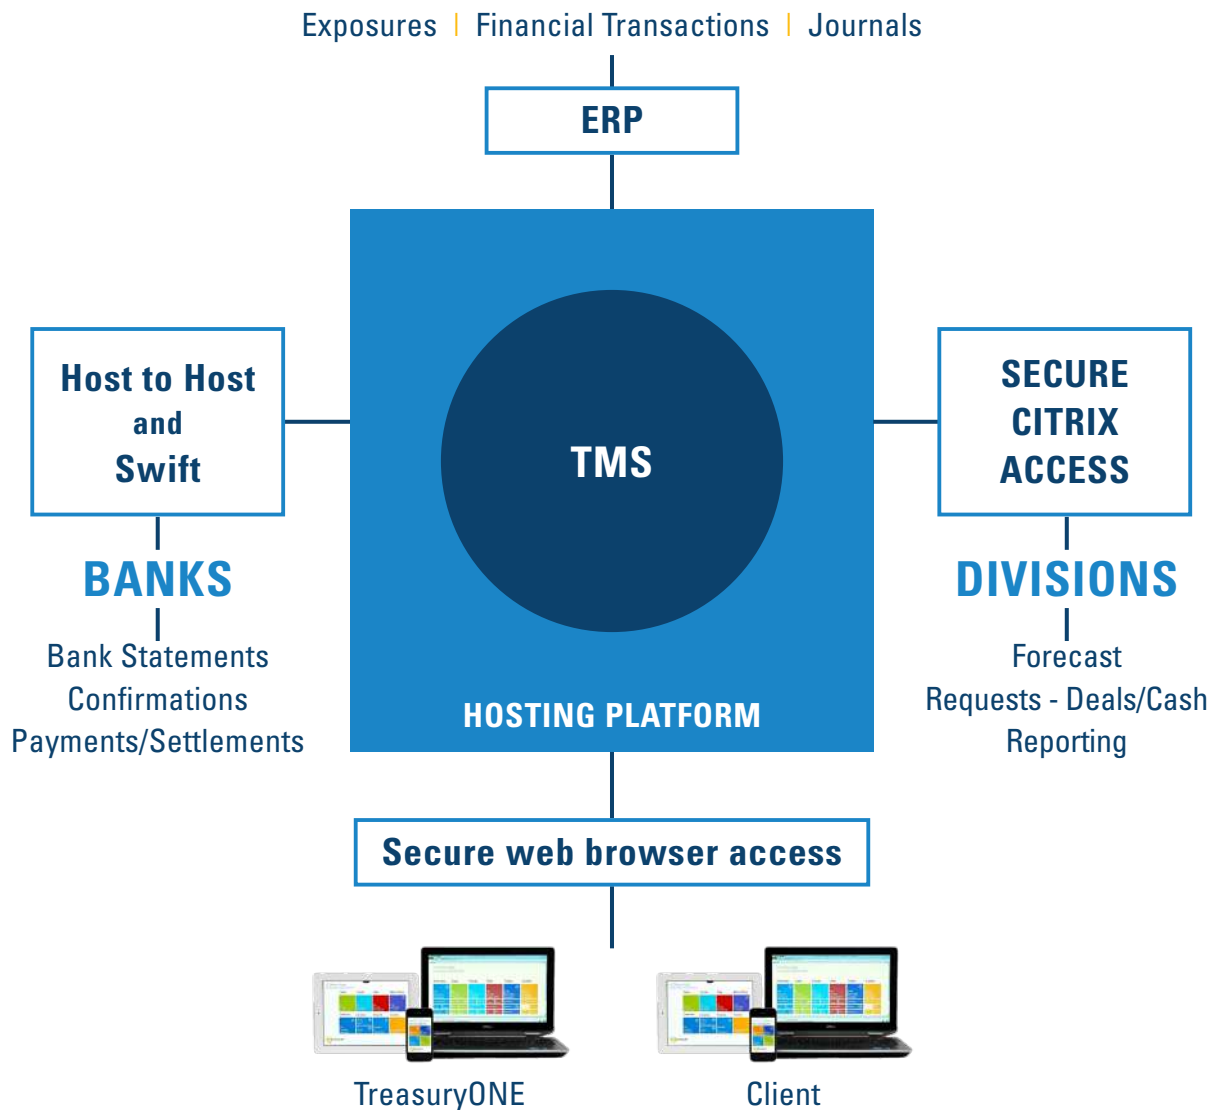 Exposures | Financial Transactions | Journals
ERP
Host to Host
and
Swift
BANKS
Bank Statements
Confirmations
Payments/Settlements
TMS
HOSTING PLATFORM
SECURE
CITRIX
ACCESS
DIVISIONS
Forecast
Requests - Deals/Cash
Reporting
Secure web browser access
TreasuryONE
Client